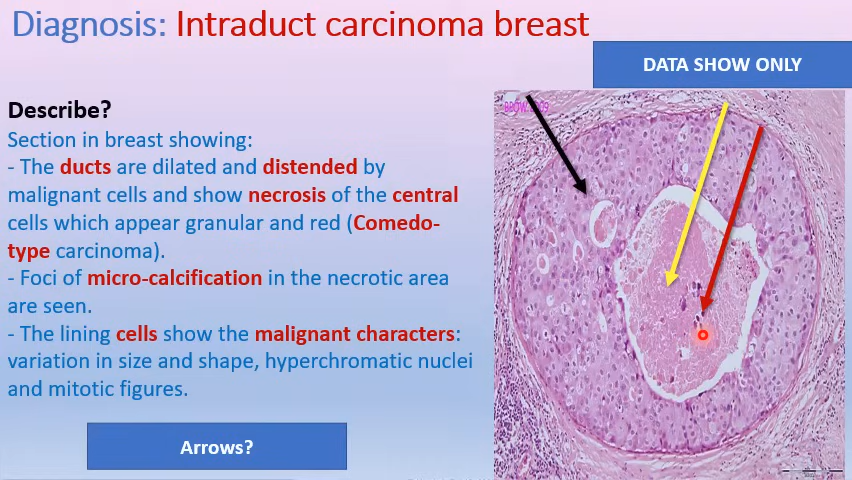 Diagnosis: Intraduct carcinoma breast
DATA SHOW ONLY
Describe?
Section in breast showing:
- The ducts are dilated and distended by
malignant cells and show necrosis of the central
cells which appear granular and red (Comedo-
type carcinoma).
- Foci of micro-calcification in the necrotic area
are seen.
- The lining cells show the malignant characters:
variation in size and shape, hyperchromatic nuclei
and mitotic figures.
Arrows?